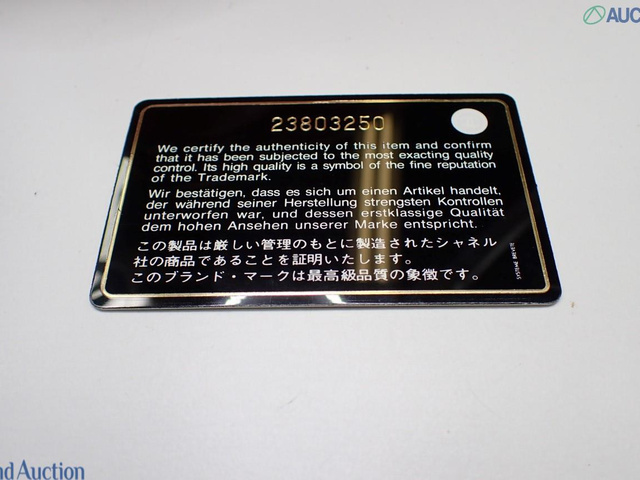 AUC
23803250
We certify the authenticity of this item and confirm
that it has been subjected to the most exacting quality
control. Its high quality is a symbol of the fine reputation
of the Trademark.
Wir bestätigen, dass es sich um einen Artikel handelt,
der während seiner Herstellung strengsten Kontrollen
unterworfen war, und dessen erstklassige Qualität
dem hohen Ansehen unserer Marke entspricht.
この製品は厳しい管理のもとに製造されたシャネル
社の商品であることを証明いたします。
このブランド・マークは最高級品質の象徴です。
SYSTEME BREVETE
nd Auction